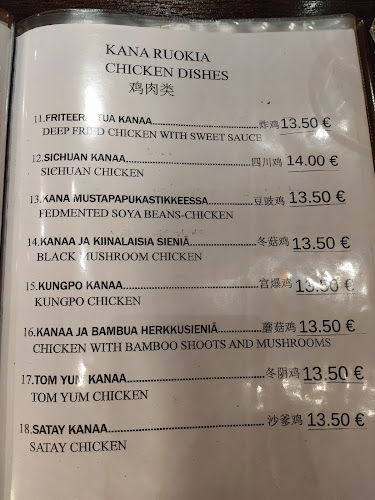 KANA RUOKIA
CHICKEN DISHES
鸡肉类
11.FRITEERATTUA KANAA..............................炸鸡13.50 €
DEEP FRIED CHICKEN WITH SWEET SAUCE
12.SICHUAN KANAA..............................四川鸡 14.00 €
SICHUAN CHICKEN
13.KANA MUSTAPAPUKASTIKKEESSA...........豆豉鸡 13.50 €
FEDMENTED SOYA BEANS-CHICKEN
14.KANAA JA KIINALAISIA SIENIÄ....................冬菇鸡 13.50 €
BLACK MUSHROOM CHICKEN
15.KUNGPO KANAA..............................宫爆鸡 13.50 €
KUNGPO CHICKEN
16.KANAA JA BAMBUA HERKKUSIENIÄ...........蘑菇鸡 13.50 €
CHICKEN WITH BAMBOO SHOOTS AND MUSHROOMS
17.TOM YUM KANAA..............................冬阴鸡 13.50 €
TOM YUM CHICKEN
18.SATAY KANAA..............................沙爹鸡 13.50 €
SATAY CHICKEN